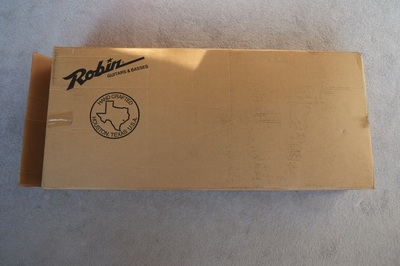 Robin
GUITARS & BASSES
HAND CRAFTED
HOUSTON, TEXAS U.S.A.